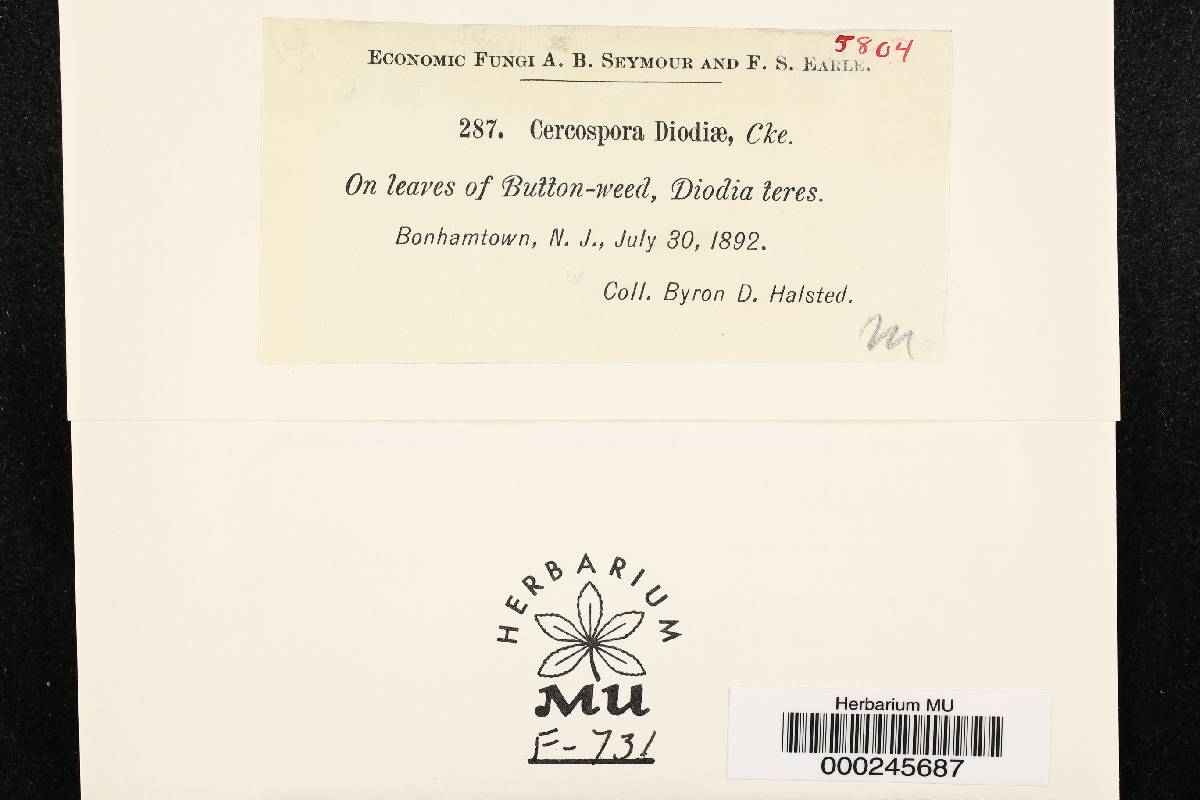 5804
ECONOMIC FUNGI A. B. SEYMOUR AND F. S. EARLE.
287. Cercospora Diodiæ, Cke.
On leaves of Button-weed, Diodia teres.
Bonhamtown, N. J., July 30, 1892.
Coll. Byron D. Halsted.
m
HERBARIUM
MU
F-731
Herbarium MU
000245687